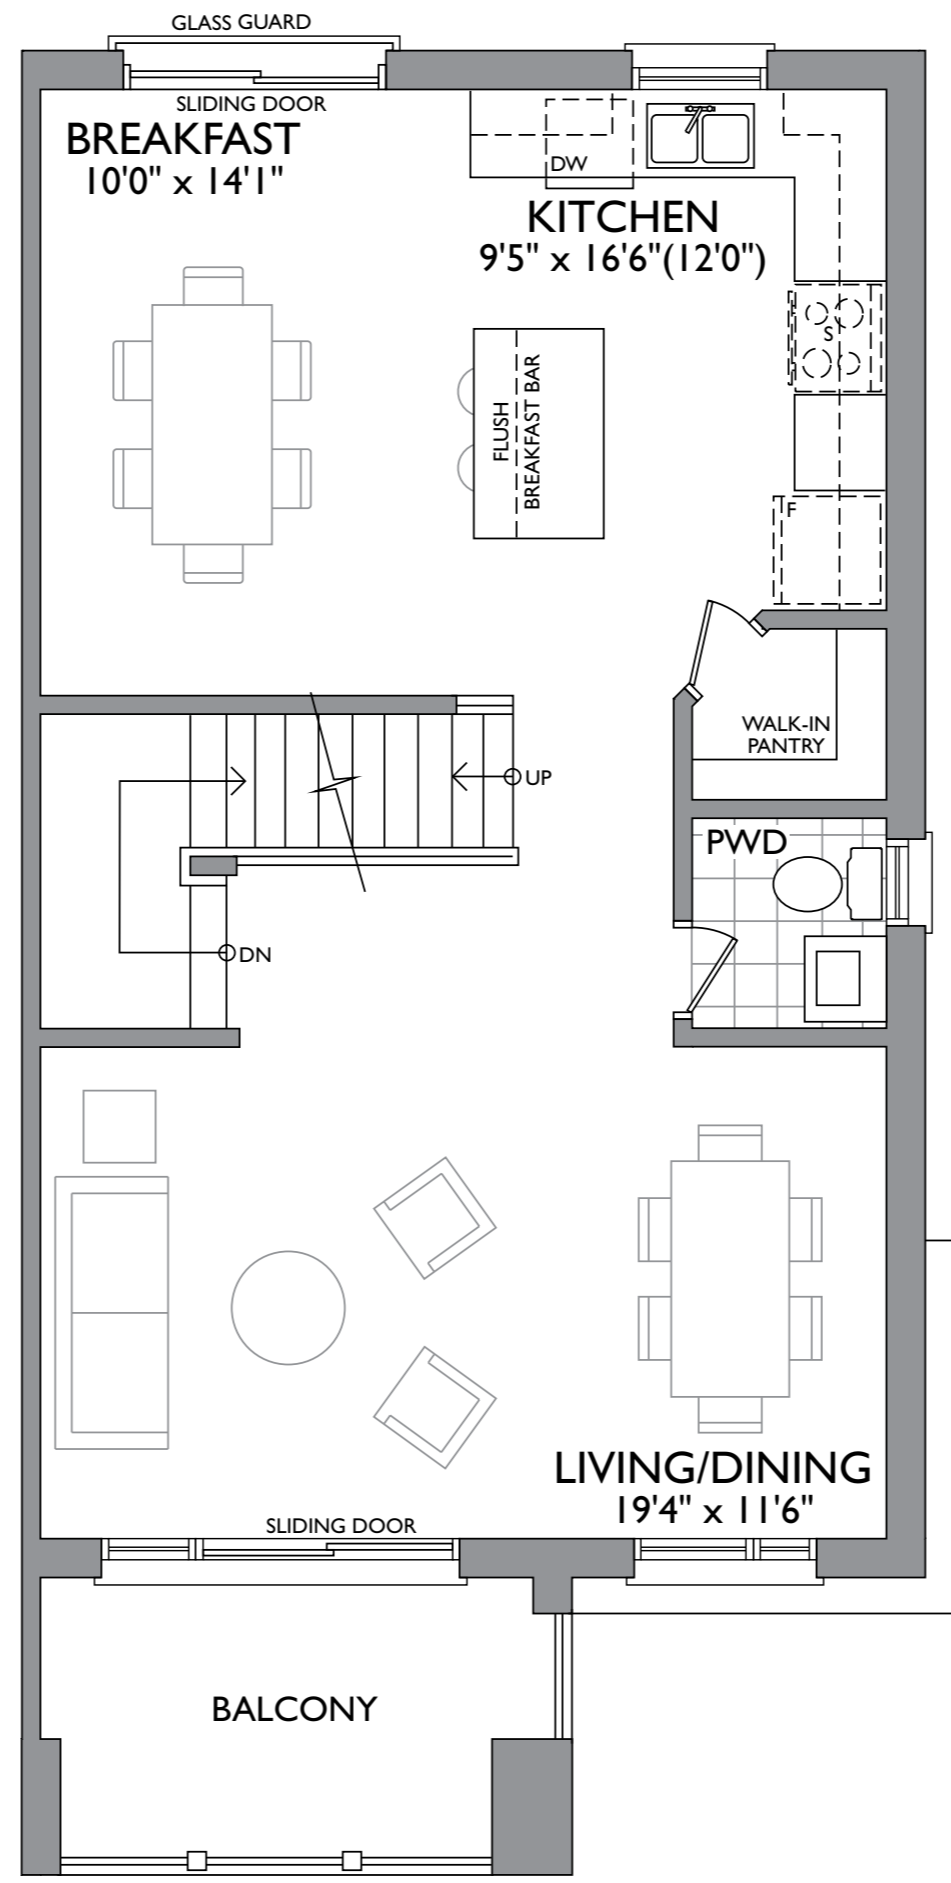 GLASS GUARD
SLIDING DOOR
BREAKFAST
10'0" x 14'1"
DW
KITCHEN
9'5" x 16'6"(12'0")
S
FLUSH
BREAKFAST BAR
F
WALK-IN
PANTRY
UP
PWD
DN
LIVING/DINING
19'4" x 11'6"
SLIDING DOOR
BALCONY